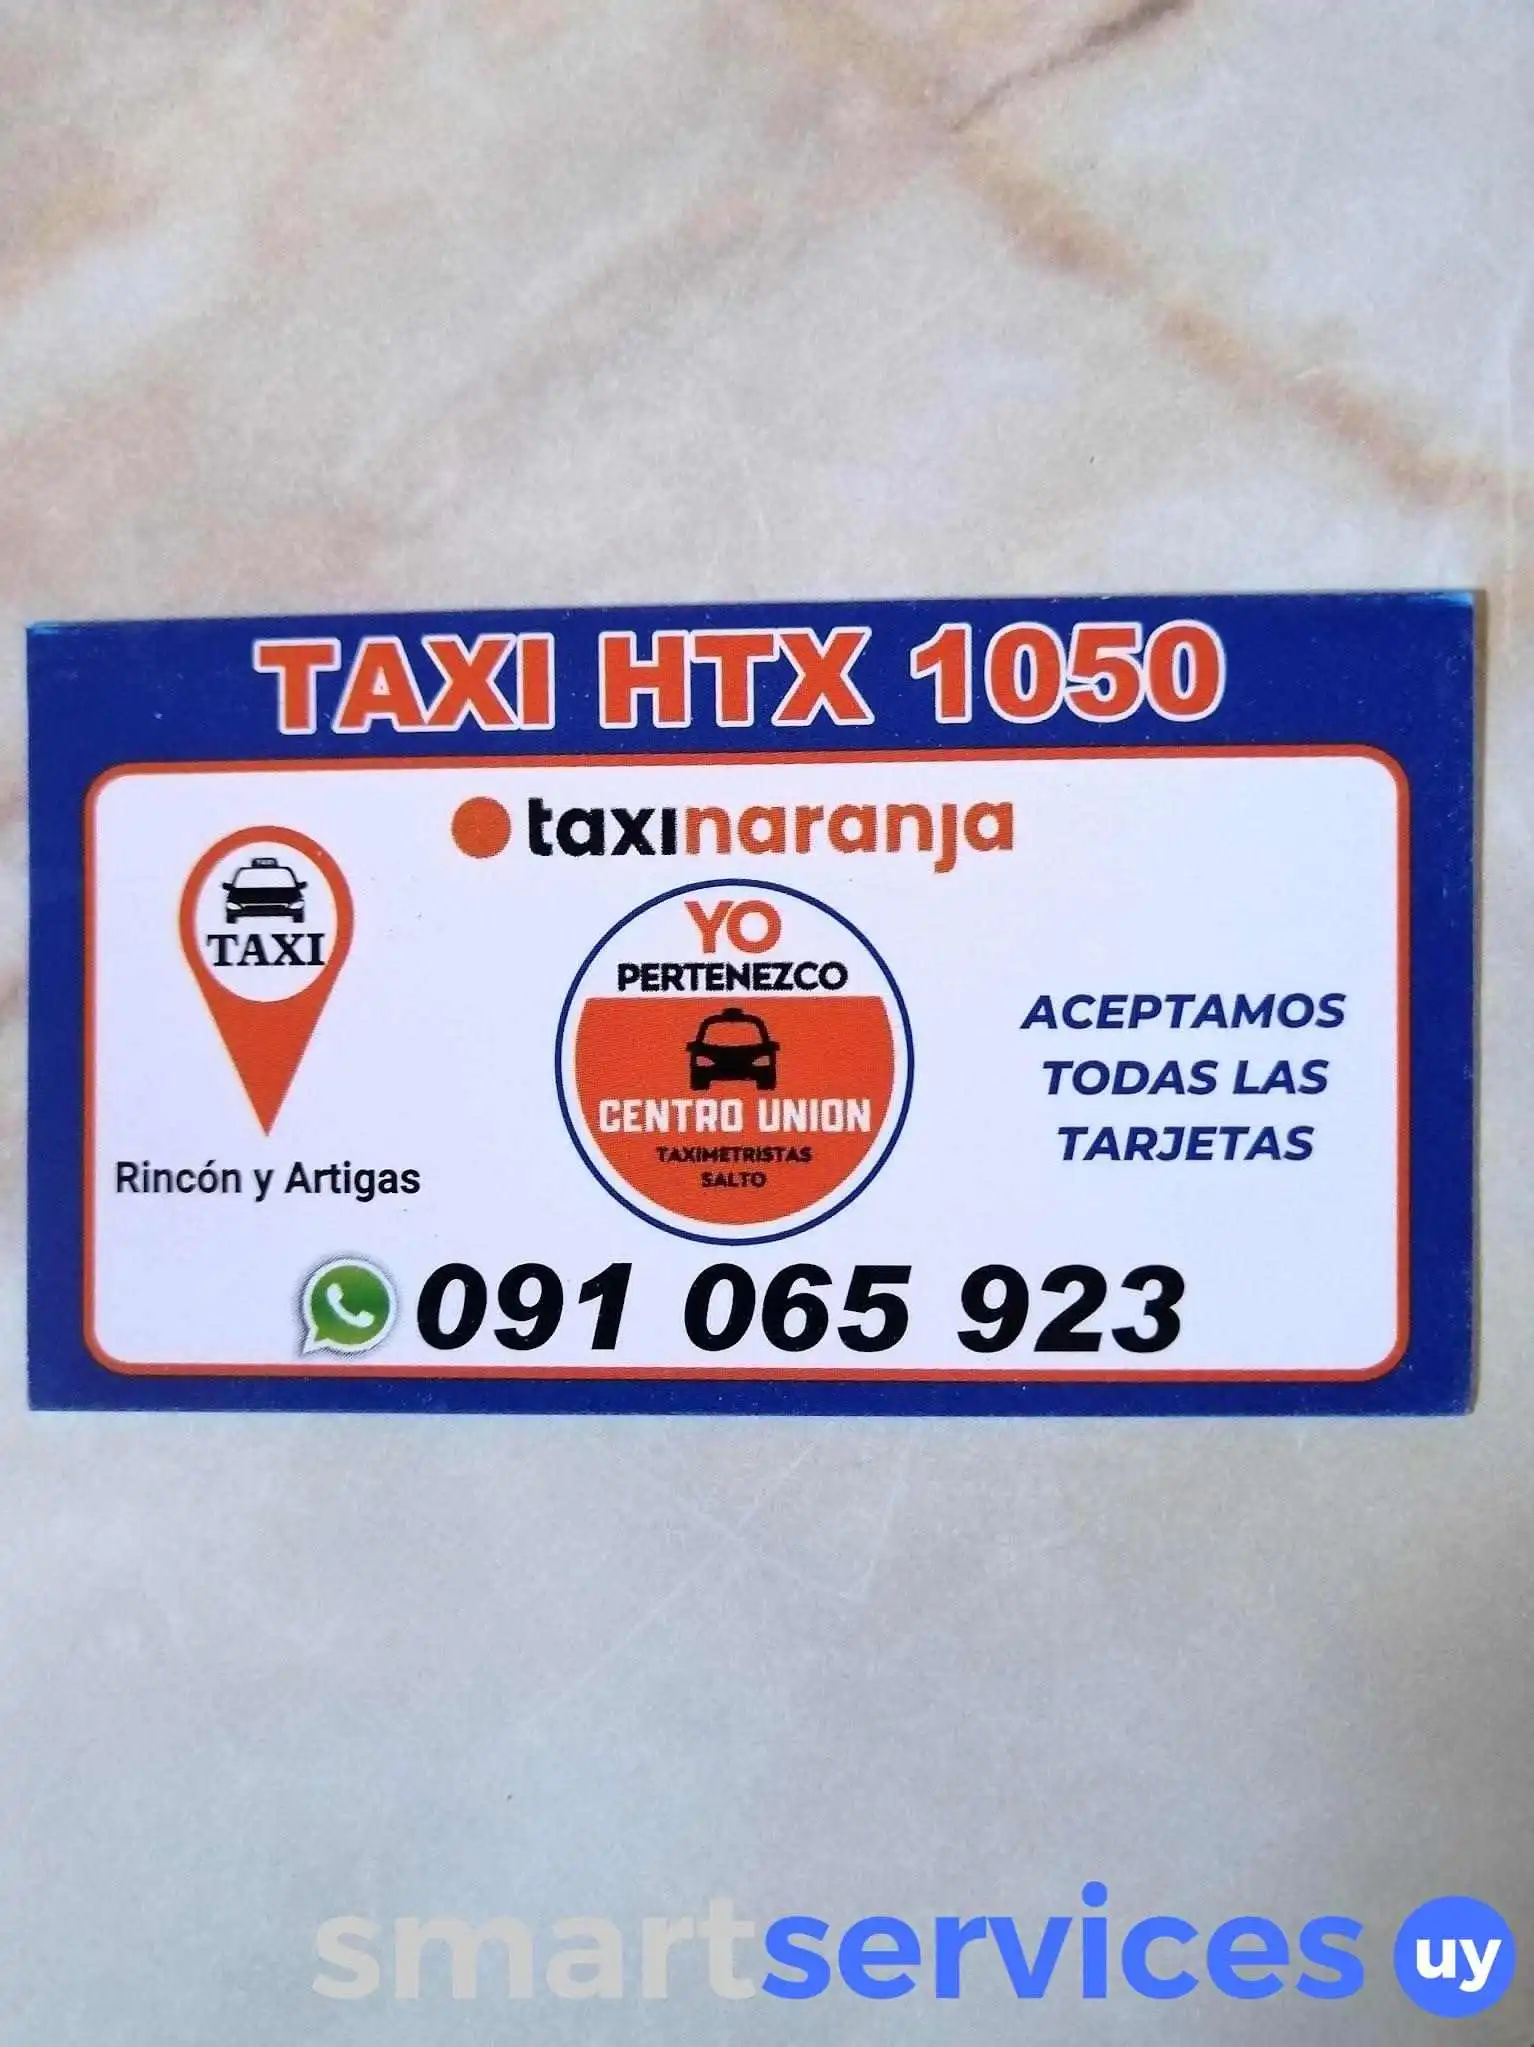 TAXI HTX 1050
taxinaranja
TAXI
YO
PERTENEZCO
CENTRO UNION
TAXIMETRISTAS
SALTO
ACEPTAMOS
TODAS LAS
TARJETAS
Rincón y Artigas
091 065 923
smartservices uy